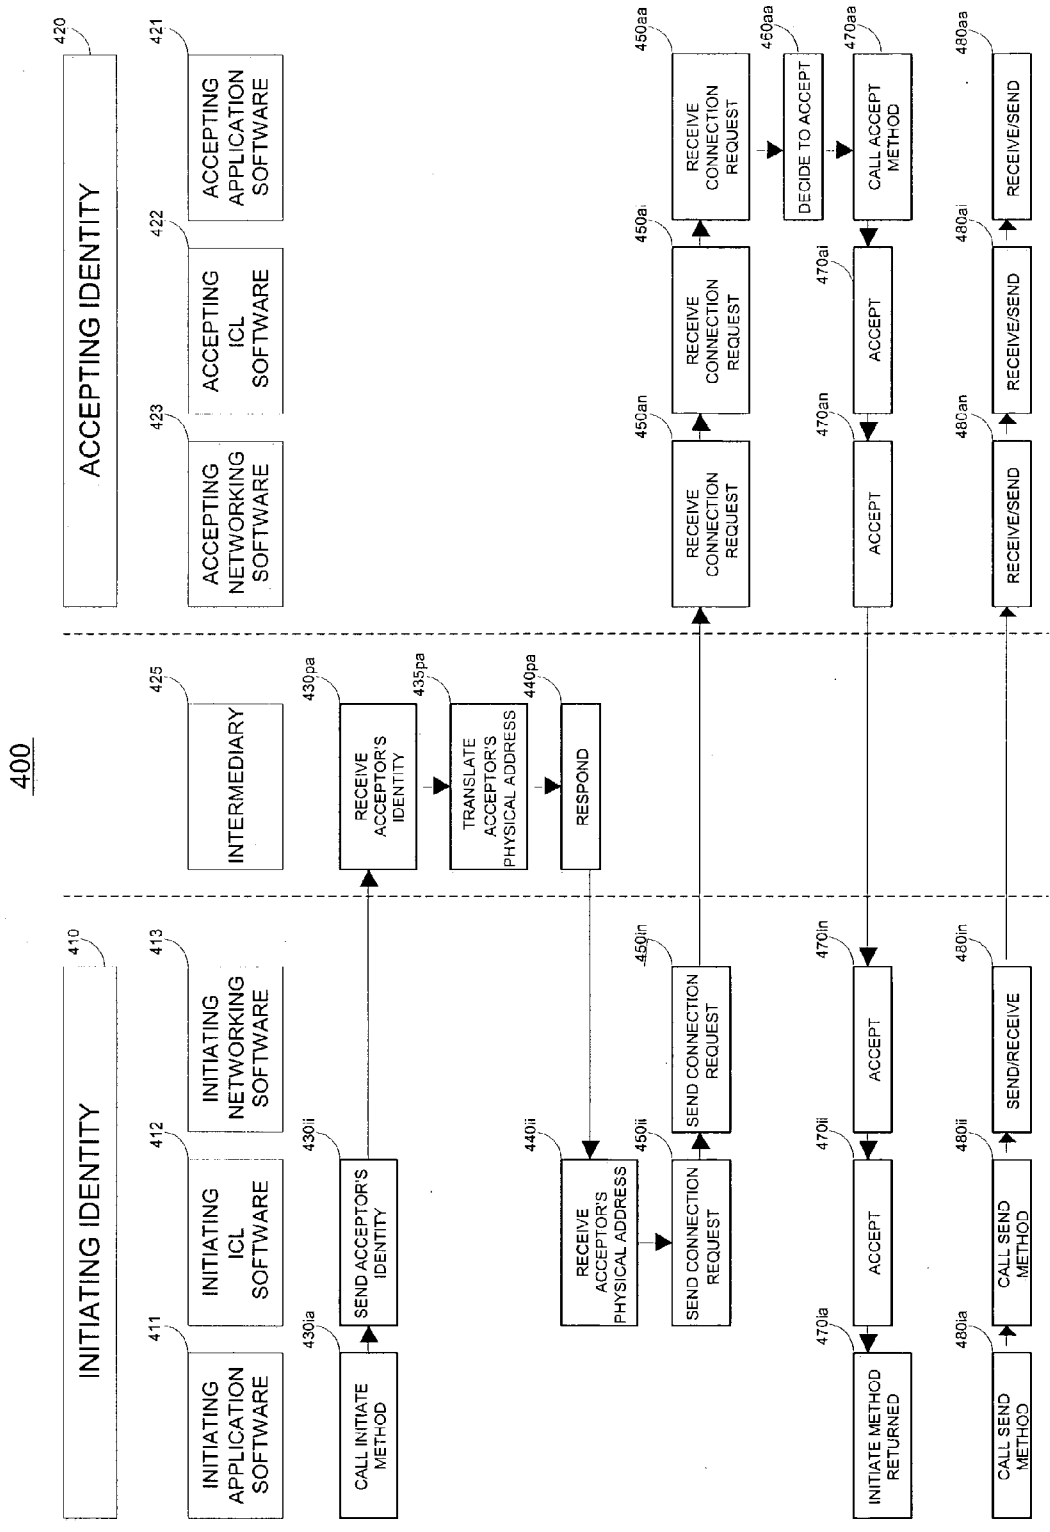 400
410
INITIATING IDENTITY
420
ACCEPTING IDENTITY
411
INITIATING
APPLICATION
SOFTWARE
412
INITIATING
ICL
SOFTWARE
413
INITIATING
NETWORKING
SOFTWARE
425
INTERMEDIARY
423
ACCEPTING
NETWORKING
SOFTWARE
422
ACCEPTING
ICL
SOFTWARE
421
ACCEPTING
APPLICATION
SOFTWARE
430ia
CALL INITIATE
METHOD
430ii
SEND ACCEPTOR'S
IDENTITY
430pa
RECEIVE
ACCEPTOR'S
IDENTITY
435pa
TRANSLATE
ACCEPTOR'S
PHYSICAL ADDRESS
440pa
RESPOND
440ii
RECEIVE
ACCEPTOR'S
PHYSICAL ADDRESS
450ii
SEND CONNECTION
REQUEST
450in
SEND CONNECTION
REQUEST
450an
RECEIVE
CONNECTION
REQUEST
450ai
RECEIVE
CONNECTION
REQUEST
450aa
RECEIVE
CONNECTION
REQUEST
460aa
DECIDE TO ACCEPT
470aa
CALL ACCEPT
METHOD
470ai
ACCEPT
470an
ACCEPT
470in
ACCEPT
470ii
ACCEPT
470ia
INITIATE METHOD
RETURNED
480ia
CALL SEND
METHOD
480ii
CALL SEND
METHOD
480in
SEND/RECEIVE
480an
RECEIVE/SEND
480ai
RECEIVE/SEND
480aa
RECEIVE/SEND